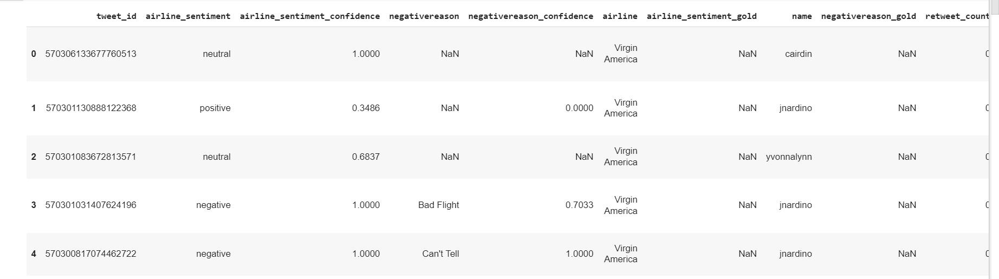 tweet_id airline_sentiment airline_sentiment_confidence negativereason negativereason_confidence airline airline_sentiment_gold name negativereason_gold retweet_count
0 570306133677760513 neutral 1.0000 NaN NaN Virgin America NaN cairdin NaN 0
1 570301130888122368 positive 0.3486 NaN 0.0000 Virgin America NaN jnardino NaN 0
2 570301083672813571 neutral 0.6837 NaN NaN Virgin America NaN yvonnalynn NaN 0
3 570301031407624196 negative 1.0000 Bad Flight 0.7033 Virgin America NaN jnardino NaN 0
4 570300817074462722 negative 1.0000 Can't Tell 1.0000 Virgin America NaN jnardino NaN 0